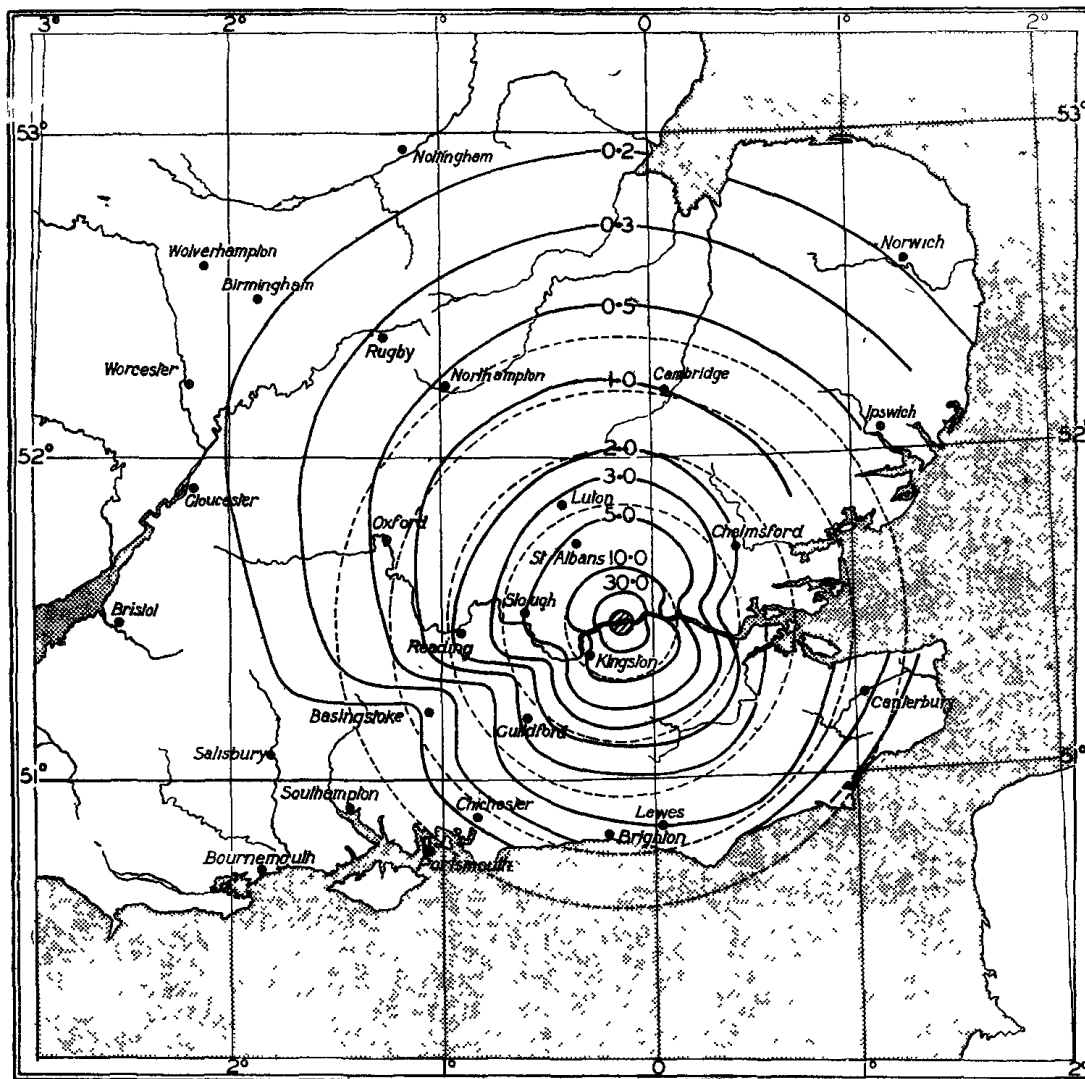 3° 2° 1° 0 1° 2°
53° 53°
0·2
Nottingham
0·3
Norwich
Wolverhampton
Birmingham
0·5
Rugby
Worcester
Northampton
1·0
Cambridge
Ipswich
52° 52°
2·0
3·0
Gloucester
Luton
5·0
Oxford
Chelmsford
St Albans 10·0
30·0
Slough
Bristol
Reading
Kingston
Canterbury
Basingstoke
Guildford
Salisbury
51° 51°
Southampton
Chichester
Lewes
Brighton
Portsmouth
Bournemouth
2° 1° 0 1° 2°